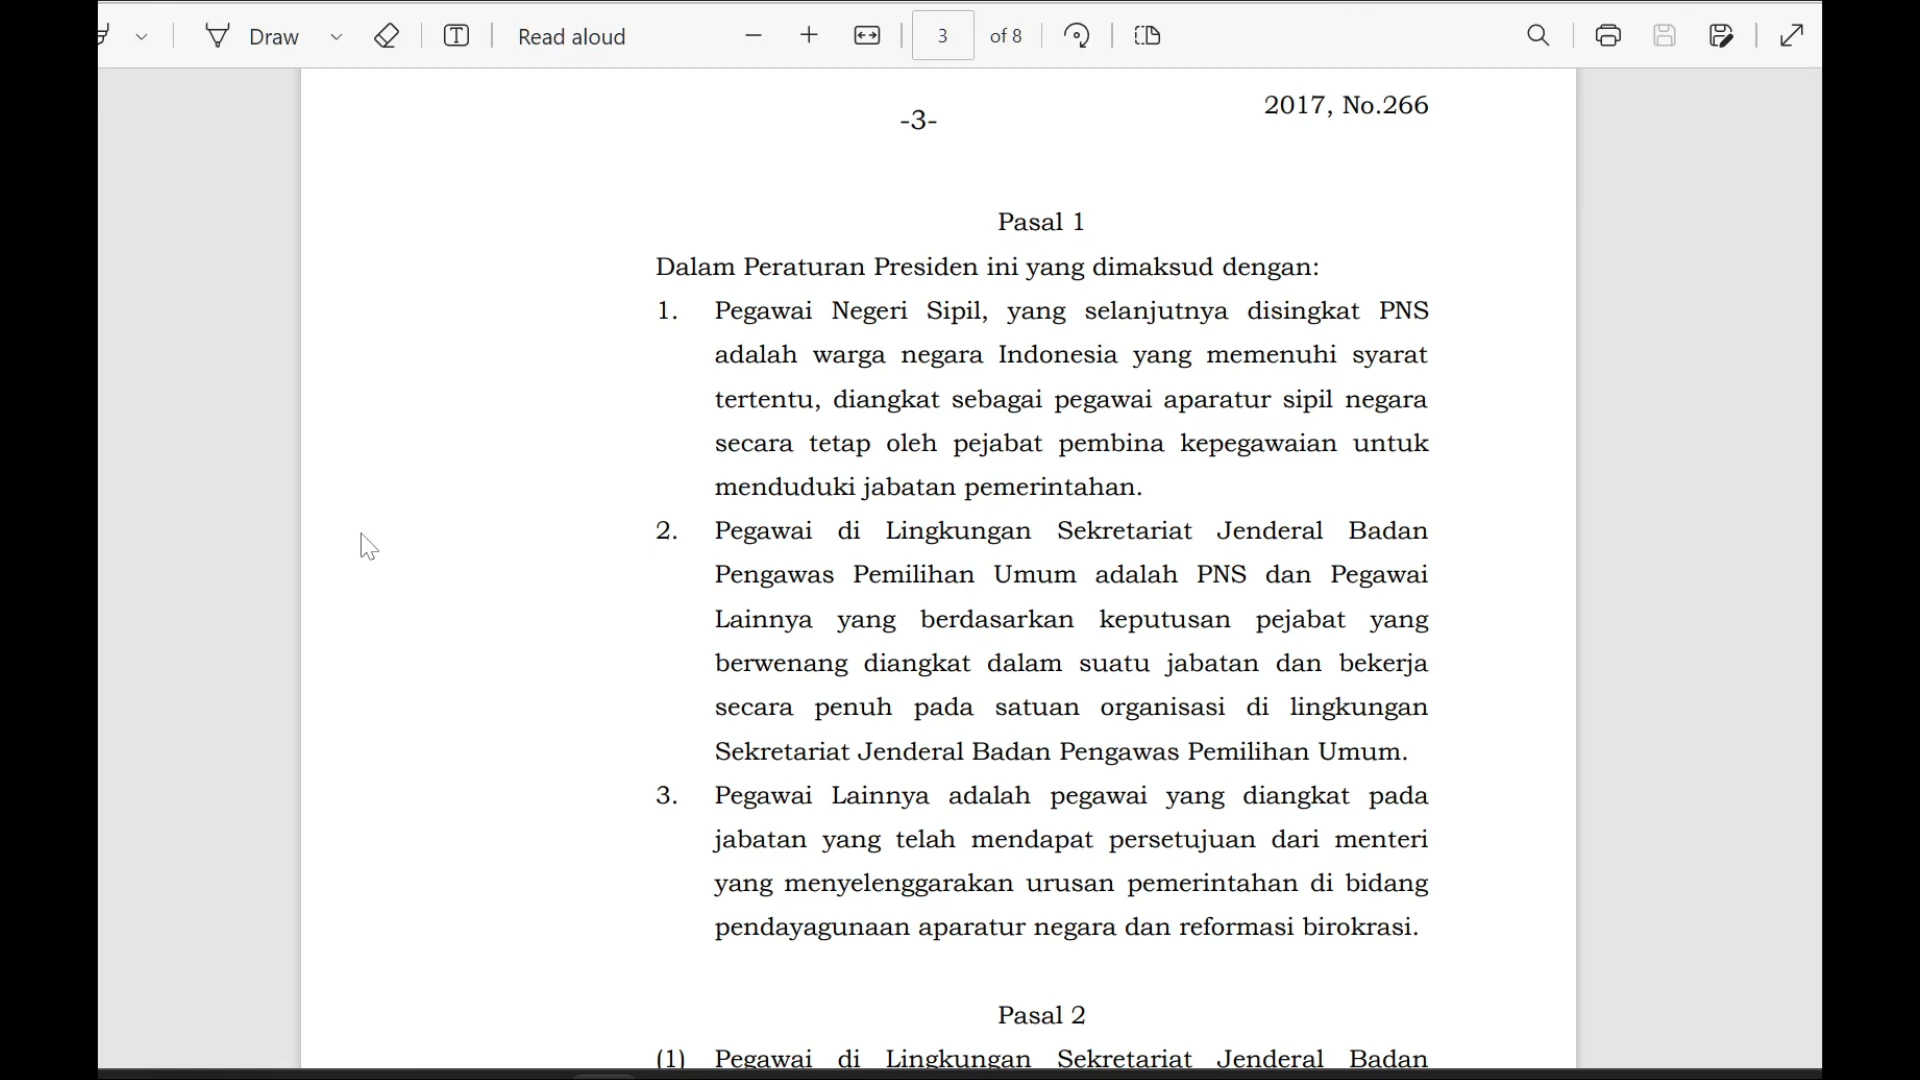 Draw
Read aloud
3 of 8
2017, No.266
-3-
Pasal 1
Dalam Peraturan Presiden ini yang dimaksud dengan:
1. Pegawai Negeri Sipil, yang selanjutnya disingkat PNS
adalah warga negara Indonesia yang memenuhi syarat
tertentu, diangkat sebagai pegawai aparatur sipil negara
secara tetap oleh pejabat pembina kepegawaian untuk
menduduki jabatan pemerintahan.
2. Pegawai di Lingkungan Sekretariat Jenderal Badan
Pengawas Pemilihan Umum adalah PNS dan Pegawai
Lainnya yang berdasarkan keputusan pejabat yang
berwenang diangkat dalam suatu jabatan dan bekerja
secara penuh pada satuan organisasi di lingkungan
Sekretariat Jenderal Badan Pengawas Pemilihan Umum.
3. Pegawai Lainnya adalah pegawai yang diangkat pada
jabatan yang telah mendapat persetujuan dari menteri
yang menyelenggarakan urusan pemerintahan di bidang
pendayagunaan aparatur negara dan reformasi birokrasi.
Pasal 2
(1) Pegawai di Lingkungan Sekretariat Jenderal Badan